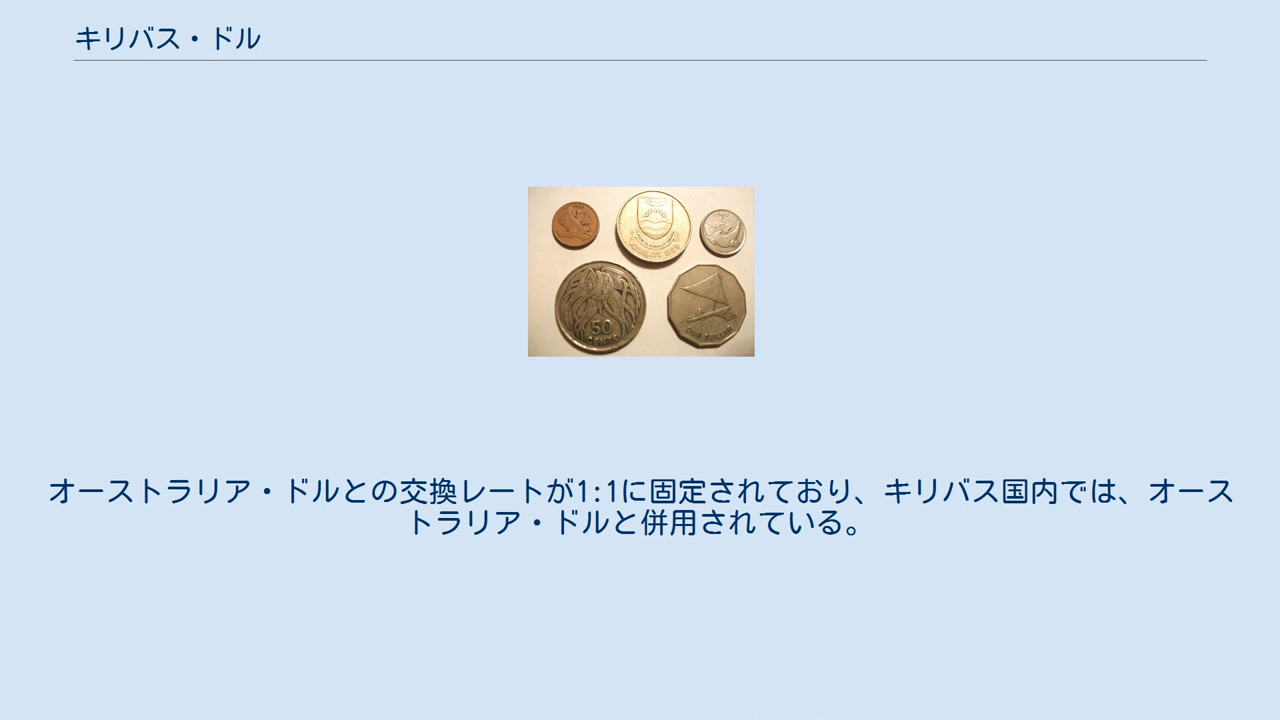 キリバス・ドル
50
CENTS
オーストラリア・ドルとの交換レートが1:1に固定されており、キリバス国内では、オース
トラリア・ドルと併用されている。